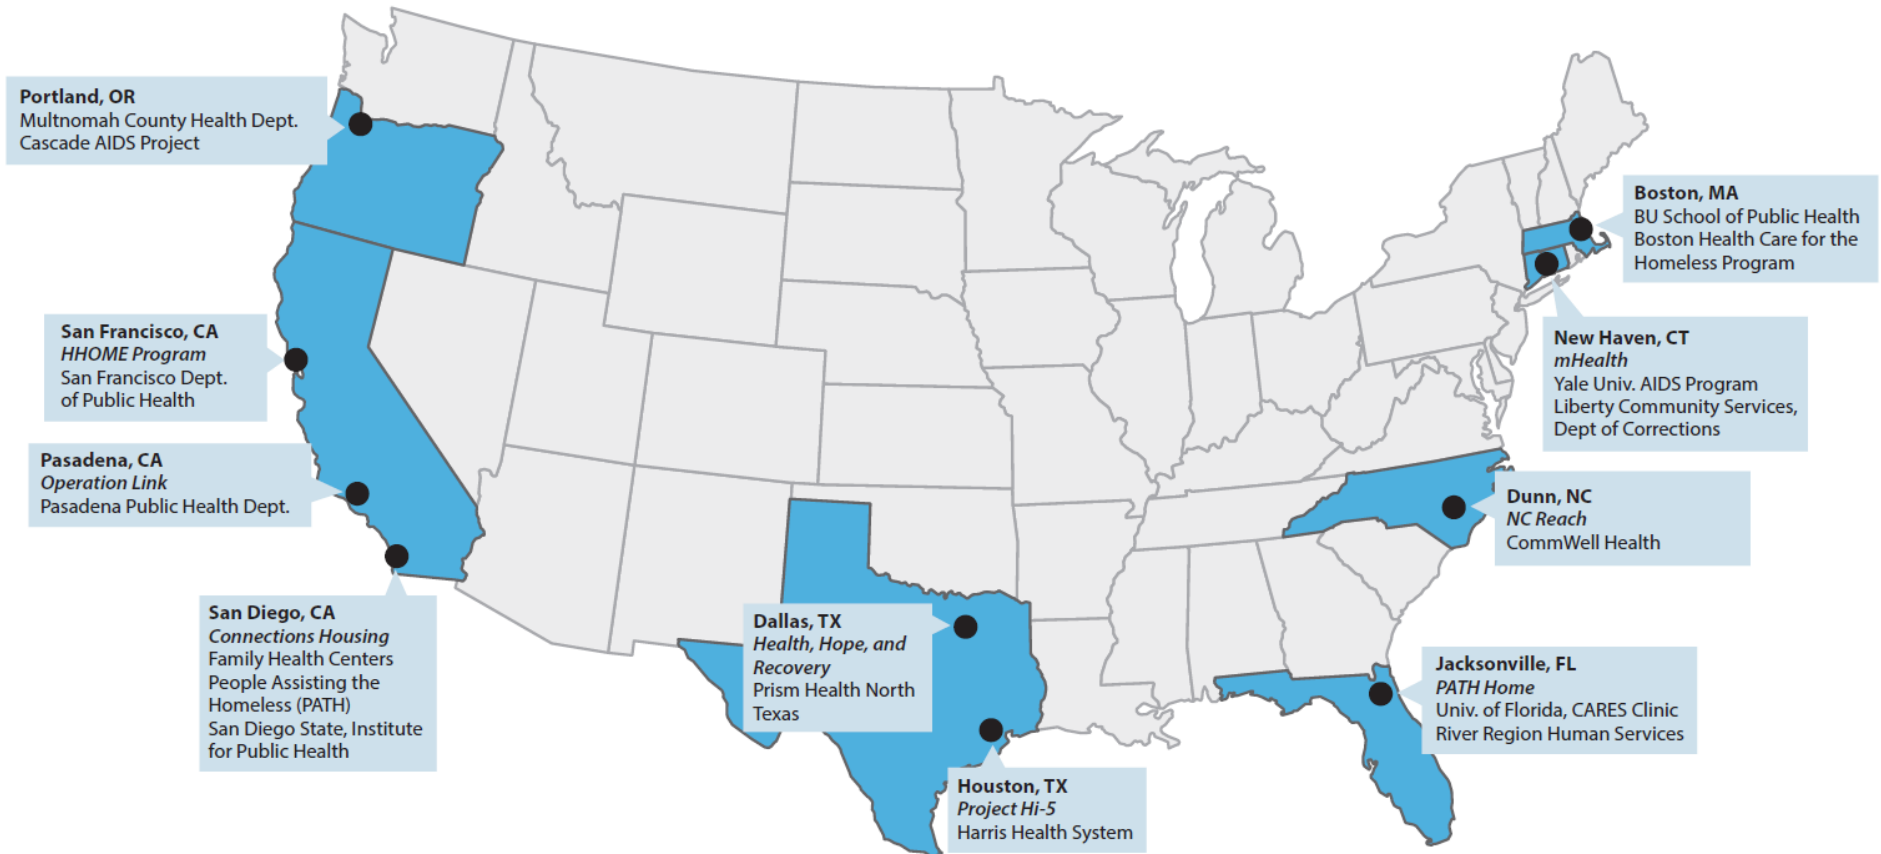 Portland, OR
Multnomah County Health Dept.
Cascade AIDS Project
San Francisco, CA
HHOME Program
San Francisco Dept.
of Public Health
Pasadena, CA
Operation Link
Pasadena Public Health Dept.
San Diego, CA
Connections Housing
Family Health Centers
People Assisting the
Homeless (PATH)
San Diego State, Institute
for Public Health
Dallas, TX
Health, Hope, and
Recovery
Prism Health North
Texas
Houston, TX
Project Hi-5
Harris Health System
Boston, MA
BU School of Public Health
Boston Health Care for the
Homeless Program
New Haven, CT
mHealth
Yale Univ. AIDS Program
Liberty Community Services,
Dept of Corrections
Dunn, NC
NC Reach
CommWell Health
Jacksonville, FL
PATH Home
Univ. of Florida, CARES Clinic
River Region Human Services